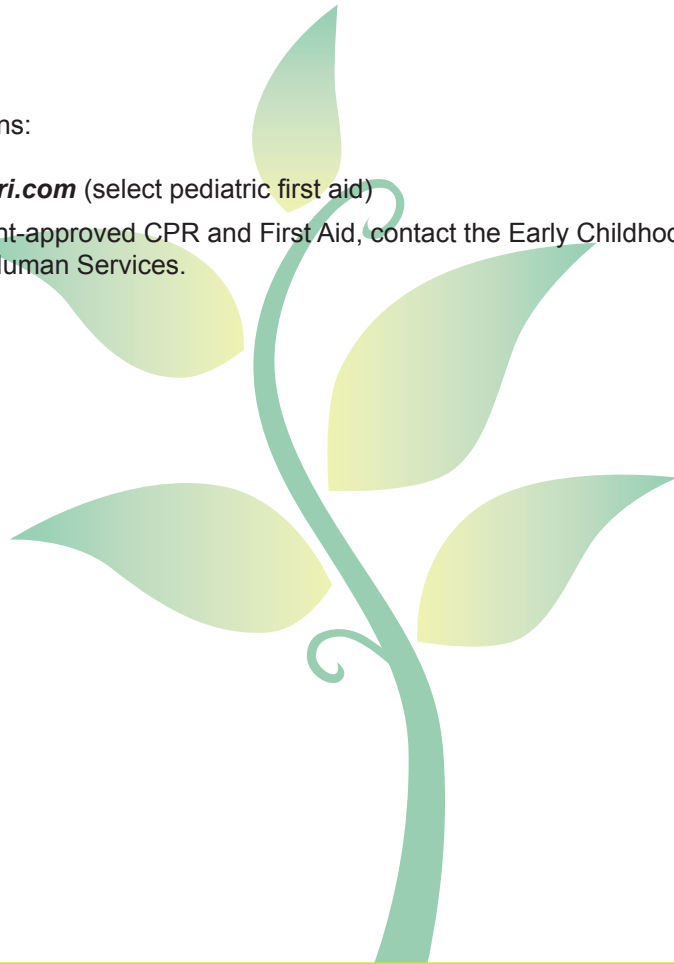 ns:
ri.com (select pediatric first aid)
nt-approved CPR and First Aid, contact the Early Childhoo
Human Services.